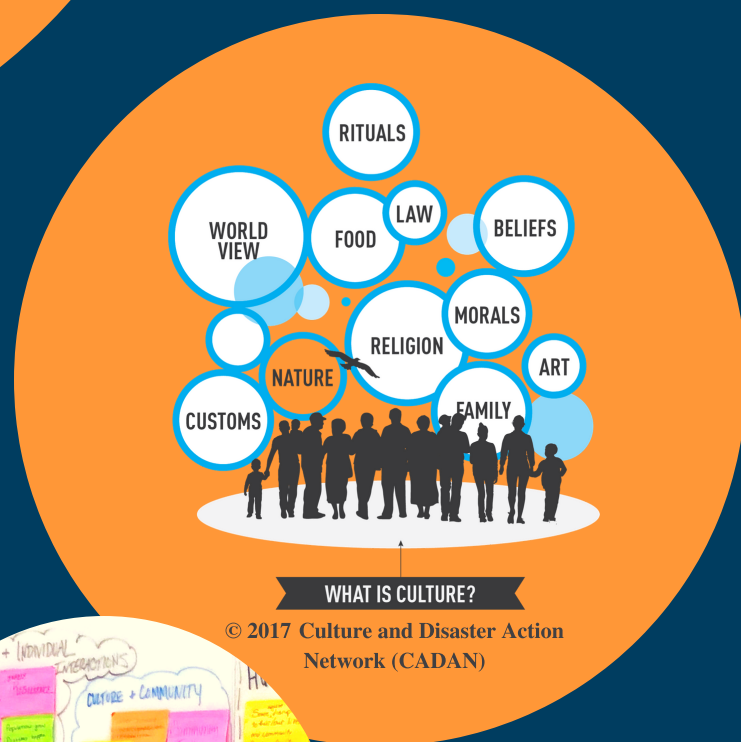 RITUALS
LAW
WORLD
VIEW
FOOD
BELIEFS
MORALS
RELIGION
NATURE
ART
CUSTOMS
FAMILY
WHAT IS CULTURE?
© 2017 Culture and Disaster Action
Network (CADAN)
+ INDIVIDUAL
INTERACTIONS
CULTURE + COMMUNITY